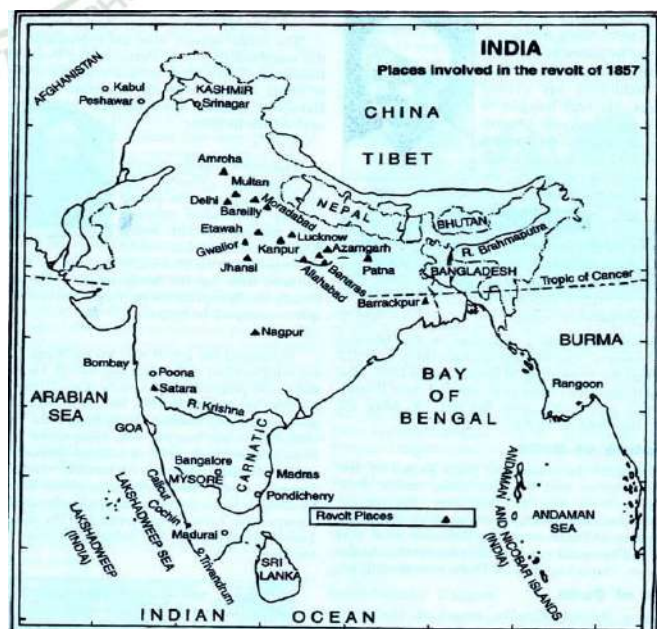 INDIA
Places involved in the revolt of 1857
AFGHANISTAN
Kabul
Peshawar
KASHMIR
Srinagar
CHINA
TIBET
Amroha
Multan
Delhi
Moradabad
Bareilly
NEPAL
BHUTAN
R. Brahmaputra
Etawah
Lucknow
Gwalior
Kanpur
Azamgarh
Jhansi
Allahabad
Banaras
Patna
BANGLADESH
Tropic of Cancer
Barrackpur
Nagpur
BURMA
Bombay
Poona
BAY
OF
BENGAL
Rangoon
Satara
ARABIAN
SEA
R. Krishna
GOA
CARNATIC
Bangalore
MYSORE
Madras
Pondicherry
Calicut
Cochin
LAKSHADWEEP SEA
LAKSHADWEEP
(INDIA)
Revolt Places
ANDAMAN
SEA
ANDAMAN AND NICOBAR ISLANDS
(INDIA)
Madurai
Trivandrum
SRI
LANKA
INDIAN OCEAN